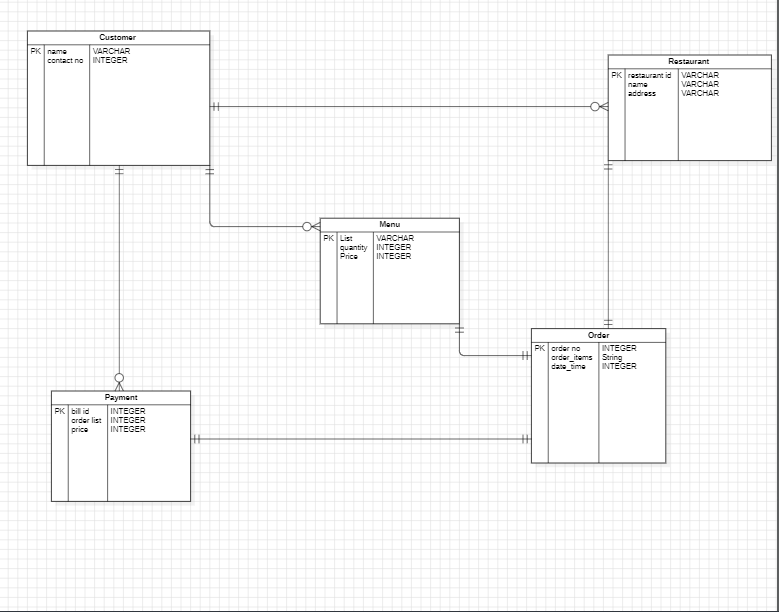 Customer
PK name VARCHAR
contact no INTEGER
Restaurant
PK restaurant id VARCHAR
name VARCHAR
address VARCHAR
Menu
PK List VARCHAR
quantity INTEGER
Price INTEGER
Order
PK order no INTEGER
order_items String
date_time INTEGER
Payment
PK bill id INTEGER
order list INTEGER
price INTEGER